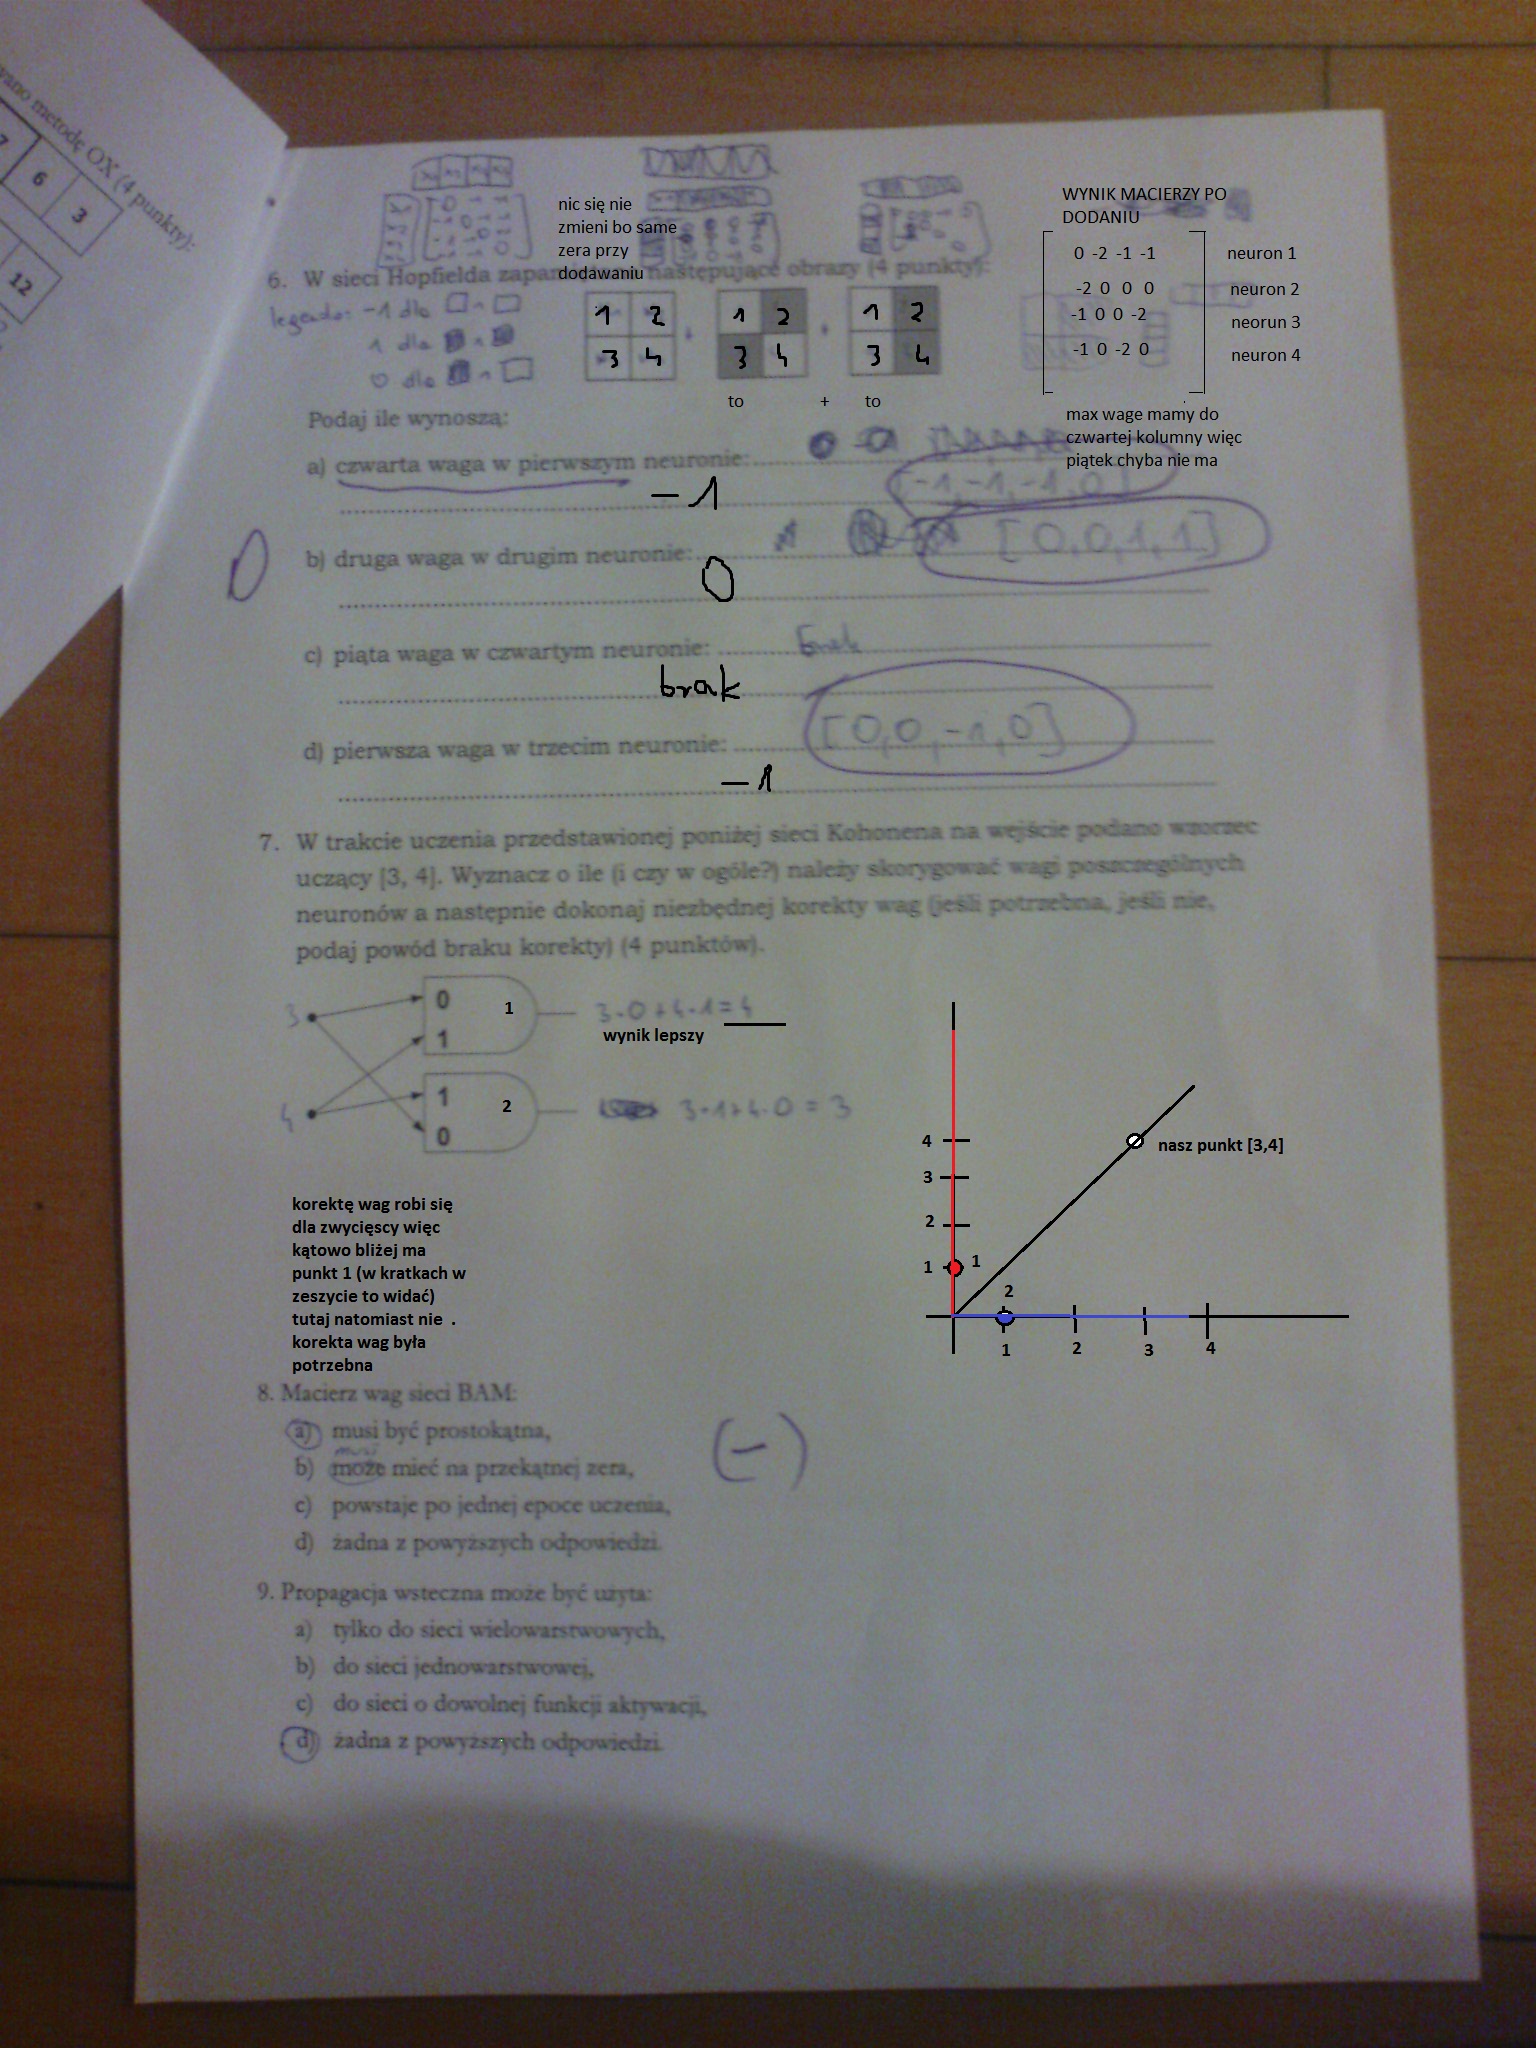 wano metodę OX (4 punkty):
7 6 3
12
nic się nie
zmieni bo same
zera przy
dodawaniu
WYNIK MACIERZY PO
DODANIU
0 -2 -1 -1 neuron 1
-2 0 0 0 neuron 2
-1 0 0 -2 neorun 3
-1 0 -2 0 neuron 4
6. W sieci Hopfielda zapamiętano następujące obrazy (4 punkty):
legenda: -1 dla
1 dla
0 dla
1 2
3 4
1 2
3 4
1 2
3 4
to + to
max wage mamy do
czwartej kolumny więc
piątek chyba nie ma
Podaj ile wynoszą:
a) czwarta waga w pierwszym neuronie:
[-1,-1,-1,0]
-1
b) druga waga w drugim neuronie: [0,0,1,1]
0
0
c) piąta waga w czwartym neuronie: brak
brak
d) pierwsza waga w trzecim neuronie: [0,0,-1,0]
-1
7. W trakcie uczenia przedstawionej poniżej sieci Kohonena na wejście podano wzorzec
uczący [3, 4]. Wyznacz o ile (i czy w ogóle?) należy skorygować wagi poszczególnych
neuronów a następnie dokonaj niezbędnej korekty wag (jeśli potrzebna, jeśli nie,
podaj powód braku korekty) (4 punktów).
3 0 1 3·0+4·1=4
1 wynik lepszy
4 1 2 3·1+4·0=3
0
4 nasz punkt [3,4]
3
2
1 1
2
1 2 3 4
korektę wag robi się
dla zwycięscy więc
kątowo bliżej ma
punkt 1 (w kratkach w
zeszycie to widać)
tutaj natomiast nie .
korekta wag była
potrzebna
8. Macierz wag sieci BAM:
a) musi być prostokątna,
musi
b) może mieć na przekątnej zera,
(-)
c) powstaje po jednej epoce uczenia,
d) żadna z powyższych odpowiedzi.
9. Propagacja wsteczna może być użyta:
a) tylko do sieci wielowarstwowych,
b) do sieci jednowarstwowej,
c) do sieci o dowolnej funkcji aktywacji,
d) żadna z powyższych odpowiedzi.